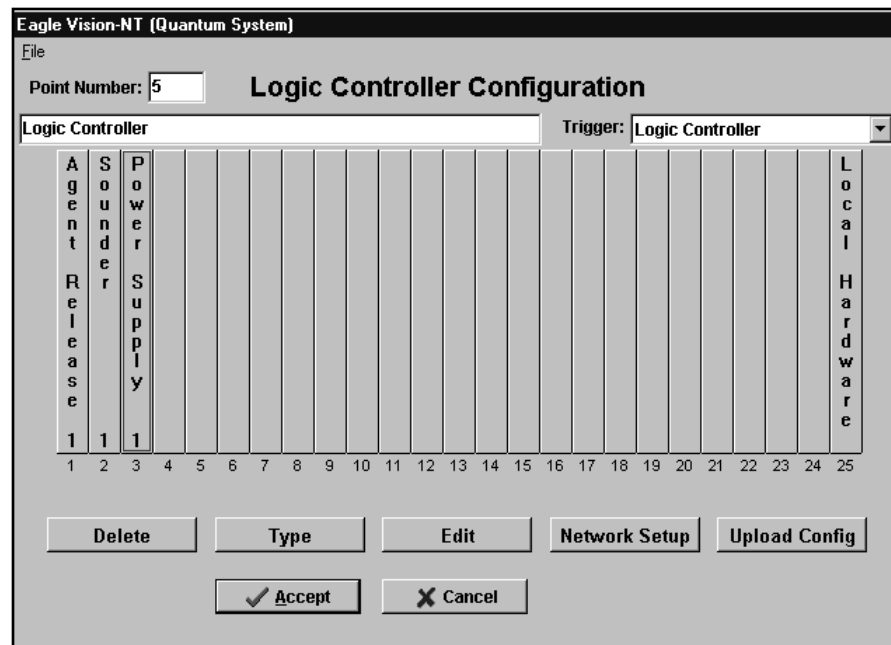 Eagle Vision-NT (Quantum System)
File
Point Number: 5
Logic Controller Configuration
Logic Controller
Trigger: Logic Controller
Agent Release 1
Sounder 1
Power Supply 1
Local Hardware
1 2 3 4 5 6 7 8 9 10 11 12 13 14 15 16 17 18 19 20 21 22 23 24 25
Delete Type Edit Network Setup Upload Config
Accept Cancel